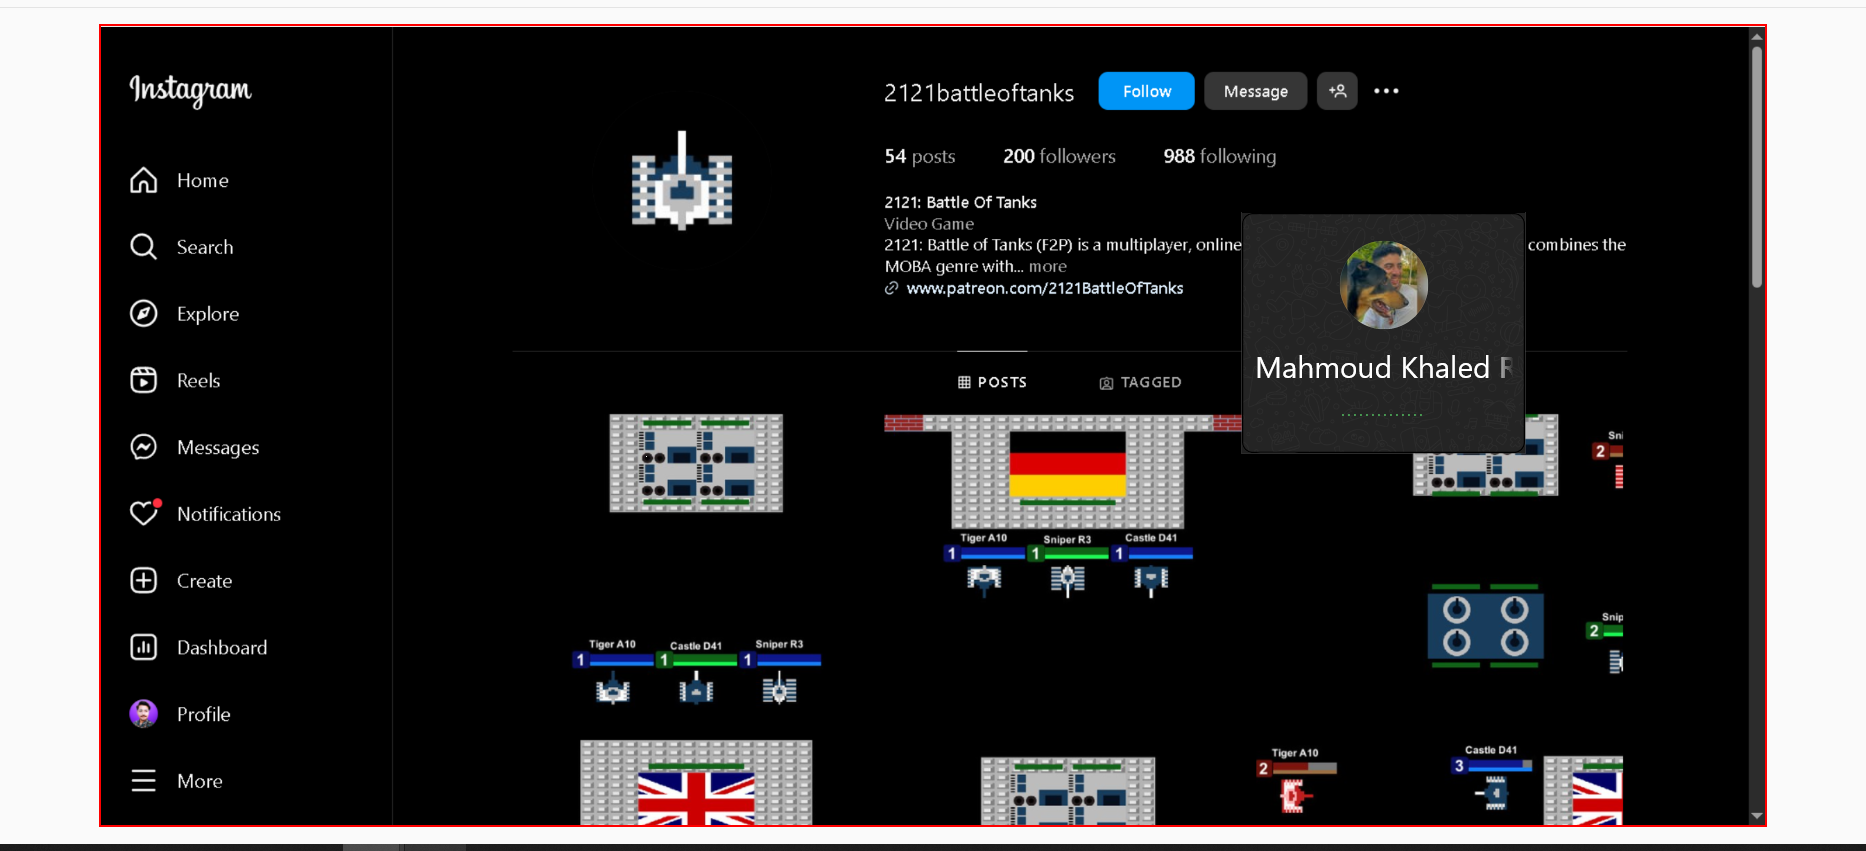 Instagram
Home
Search
Explore
Reels
Messages
Notifications
Create
Dashboard
Profile
More
2121battleoftanks
Follow
Message
54 posts 200 followers 988 following
2121: Battle Of Tanks
Video Game
2121: Battle of Tanks (F2P) is a multiplayer, online combines the
MOBA genre with... more
www.patreon.com/2121BattleOfTanks
Mahmoud Khaled R
POSTS
TAGGED
Tiger A10 Sniper R3 Castle D41
1 1 1
Sni
2
Tiger A10 Castle D41 Sniper R3
1 1 1
Snip
2
Tiger A10
2
Castle D41
3